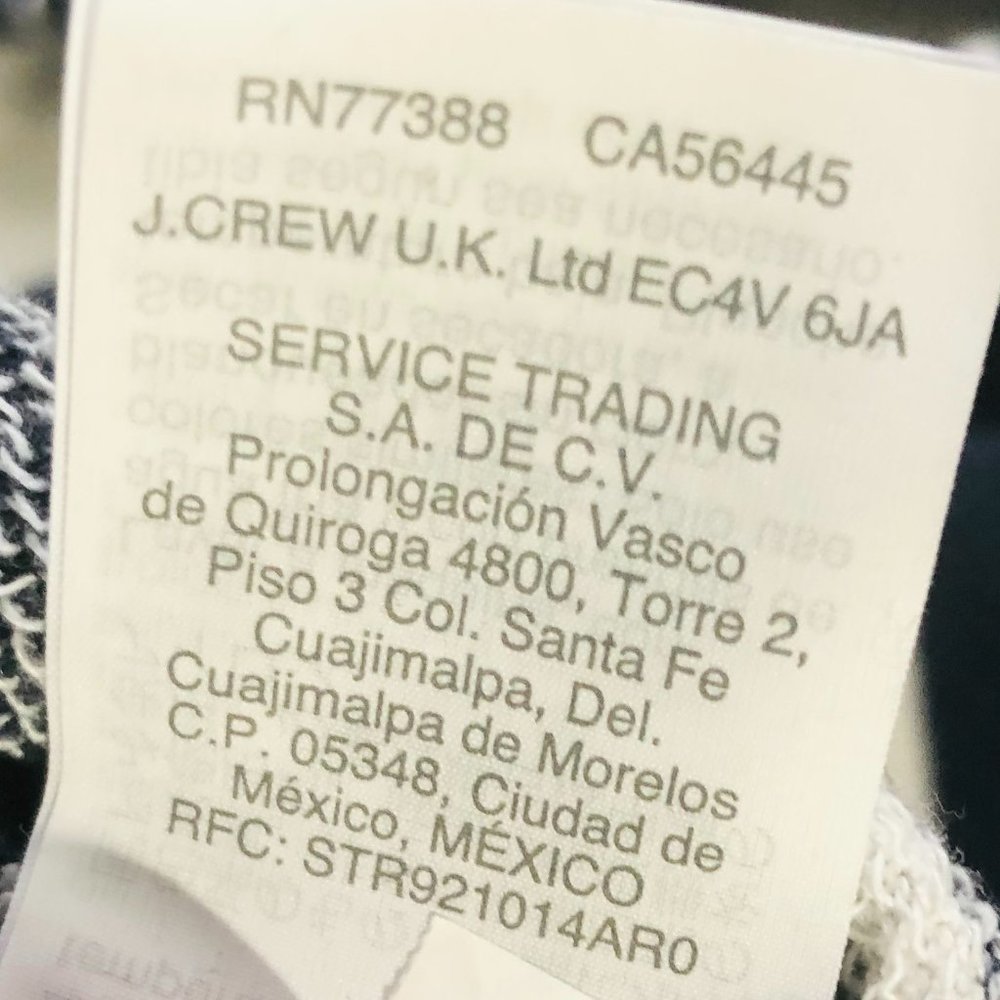 RN77388 CA56445
J.CREW U.K. Ltd EC4V 6JA
SERVICE TRADING
S.A. DE C.V.
Prolongación Vasco
de Quiroga 4800, Torre 2,
Piso 3 Col. Santa Fe
Cuajimalpa, Del.
Cuajimalpa de Morelos
C.P. 05348, Ciudad de
México, MÉXICO
RFC: STR921014AR0